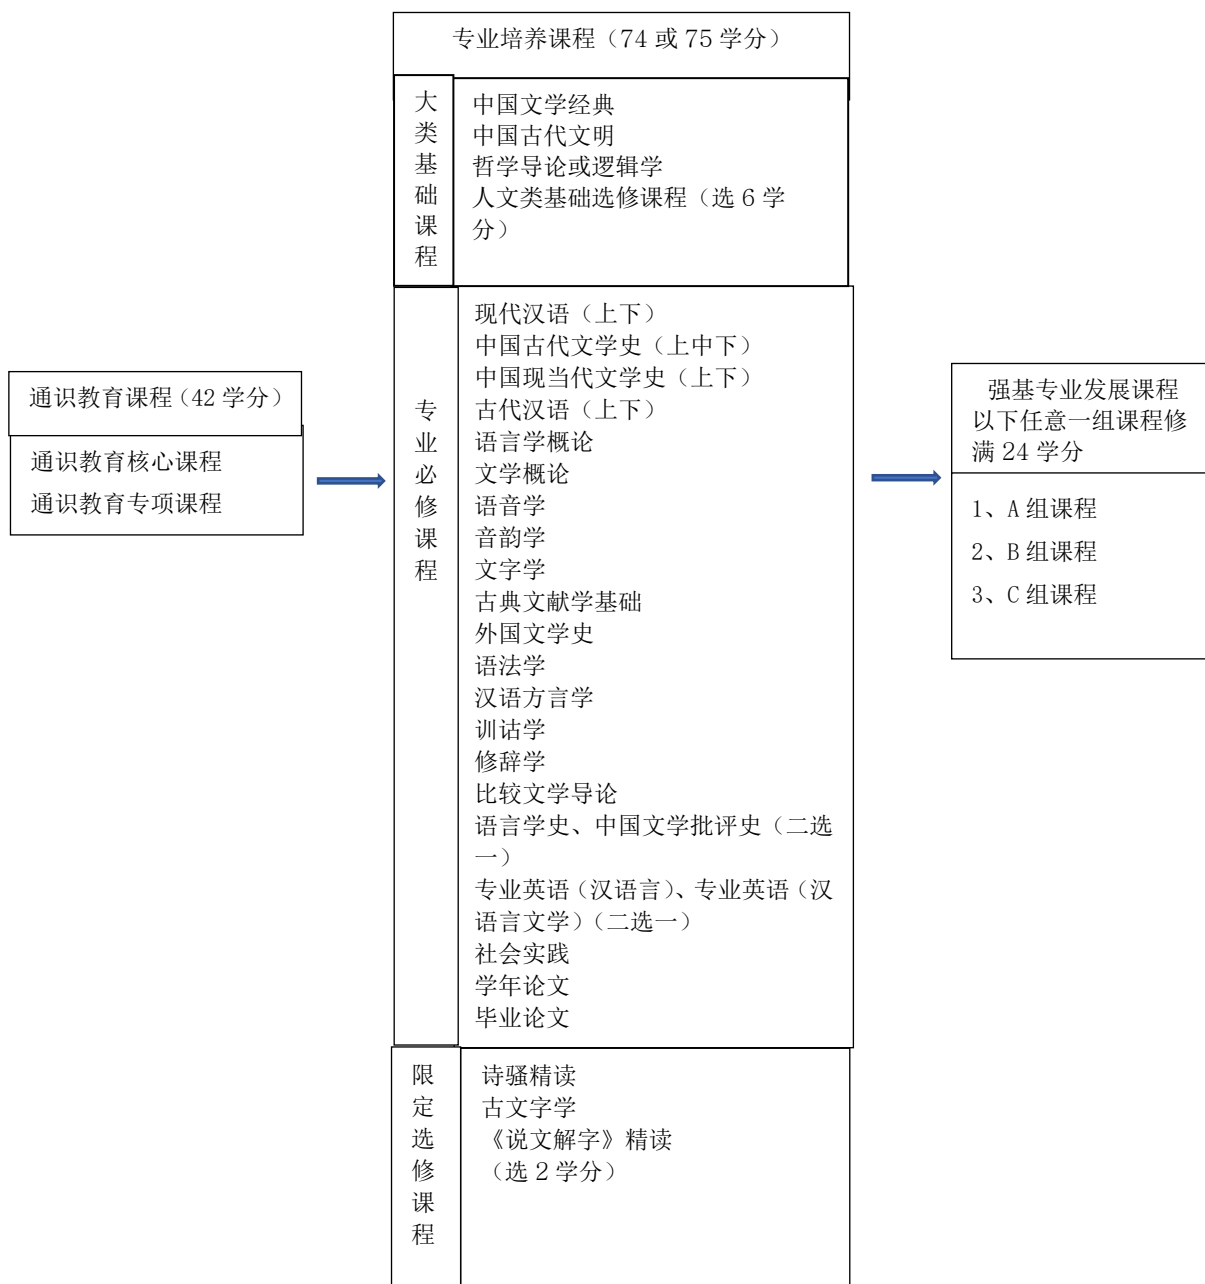 专业培养课程（74 或 75 学分）
大
类
基
础
课
程
中国文学经典
中国古代文明
哲学导论或逻辑学
人文类基础选修课程（选 6 学
分）
通识教育课程（42 学分）
通识教育核心课程
通识教育专项课程
专
业
必
修
课
程
现代汉语（上下）
中国古代文学史（上中下）
中国现当代文学史（上下）
古代汉语（上下）
语言学概论
文学概论
语音学
音韵学
文字学
古典文献学基础
外国文学史
语法学
汉语方言学
训诂学
修辞学
比较文学导论
语言学史、中国文学批评史（二选
一）
专业英语（汉语言）、专业英语（汉
语言文学）（二选一）
社会实践
学年论文
毕业论文
限
定
选
修
课
程
诗骚精读
古文字学
《说文解字》精读
（选 2 学分）
强基专业发展课程
以下任意一组课程修
满 24 学分
1、A 组课程
2、B 组课程
3、C 组课程